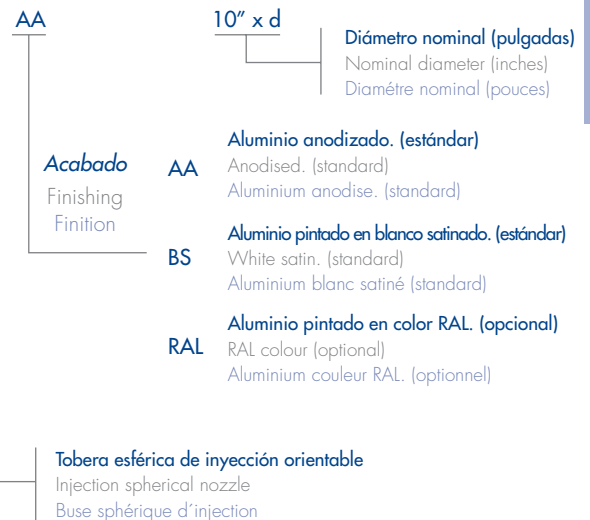 AA 10" x d
Diámetro nominal (pulgadas)
Nominal diameter (inches)
Diamétre nominal (pouces)
Acabado
Finishing
Finition
AA
Aluminio anodizado. (estándar)
Anodised. (standard)
Aluminium anodise. (standard)
BS
Aluminio pintado en blanco satinado. (estándar)
White satin. (standard)
Aluminium blanc satiné (standard)
RAL
Aluminio pintado en color RAL. (opcional)
RAL colour (optional)
Aluminium couleur RAL. (optionnel)
Tobera esférica de inyección orientable
Injection spherical nozzle
Buse sphérique d´injection